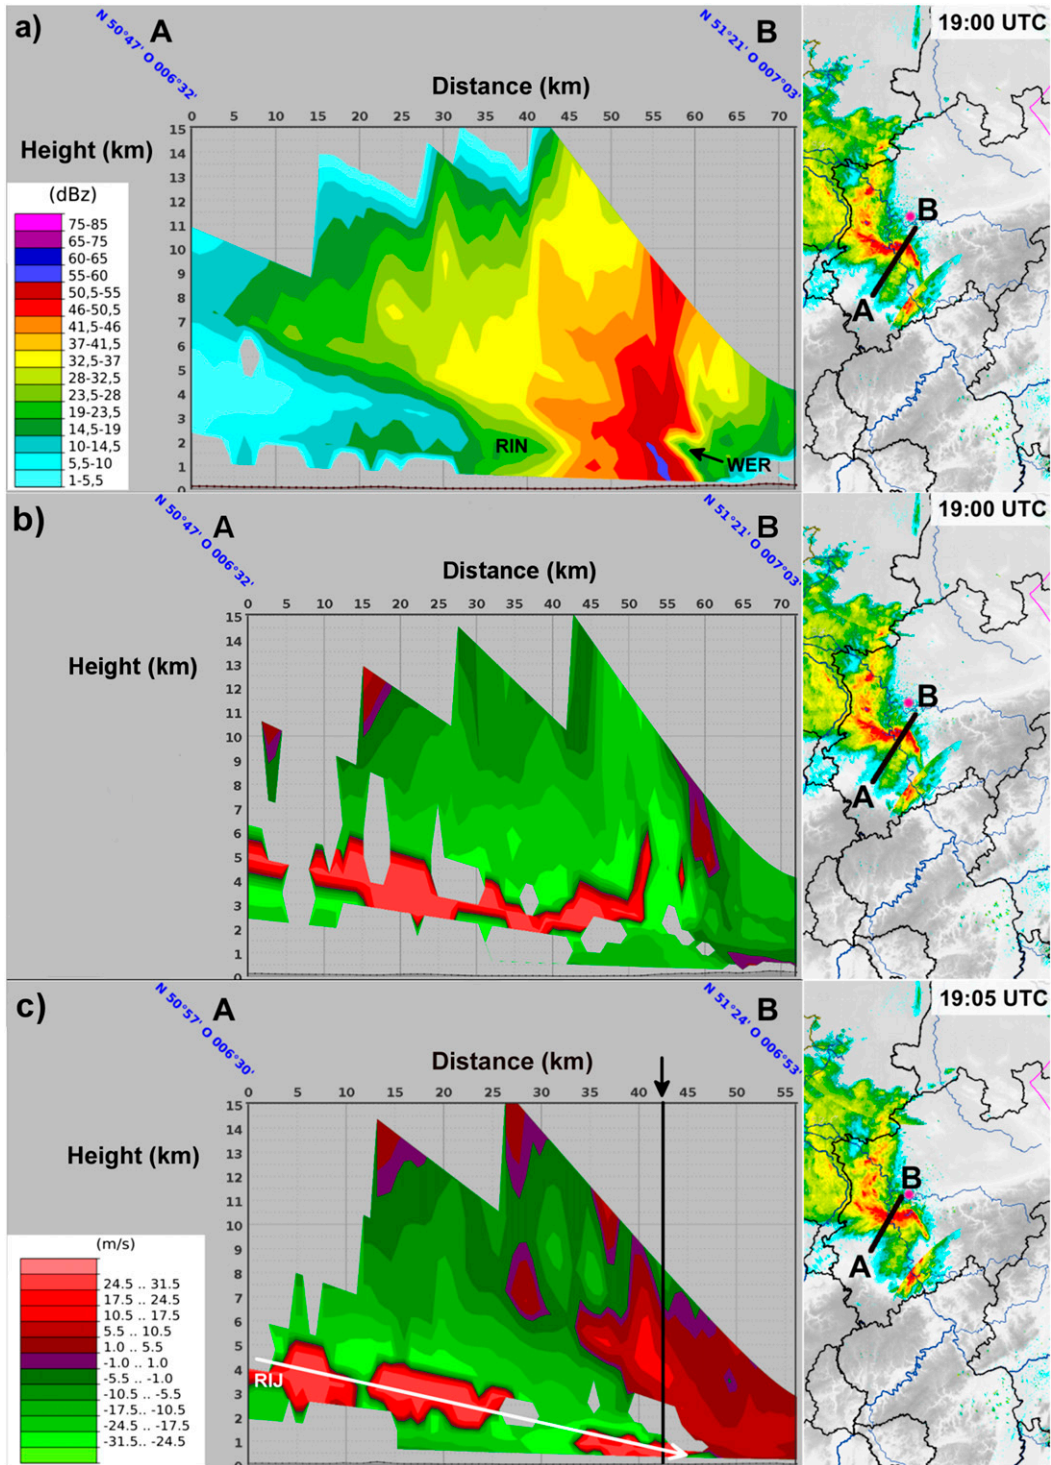 a)
A
B
19:00 UTC
N 50°47' O 006°32'
N 51°21' O 007°03'
Distance (km)
0 5 10 15 20 25 30 35 40 45 50 55 60 65 70
Height (km)
15
14
13
12
11
10
9
8
7
6
5
4
3
2
1
0
(dBz)
75-85
65-75
60-65
55-60
50,5-55
46-50,5
41,5-46
37-41,5
32,5-37
28-32,5
23,5-28
19-23,5
14,5-19
10-14,5
5,5-10
1-5,5
RIN
WER
B
A
b)
A
B
19:00 UTC
N 50°47' O 006°32'
N 51°21' O 007°03'
Distance (km)
0 5 10 15 20 25 30 35 40 45 50 55 60 65 70
Height (km)
15
14
13
12
11
10
9
8
7
6
5
4
3
2
1
0
B
A
c)
A
B
19:05 UTC
N 50°57' O 006°30'
N 51°24' O 006°53'
Distance (km)
0 5 10 15 20 25 30 35 40 45 50 55
Height (km)
15
14
13
12
11
10
9
8
7
6
5
4
3
2
1
0
(m/s)
24.5 .. 31.5
17.5 .. 24.5
10.5 .. 17.5
5.5 .. 10.5
1.0 .. 5.5
-1.0 .. 1.0
-5.5 .. -1.0
-10.5 .. -5.5
-17.5 .. -10.5
-24.5 .. -17.5
-31.5.. -24.5
RIJ
B
A